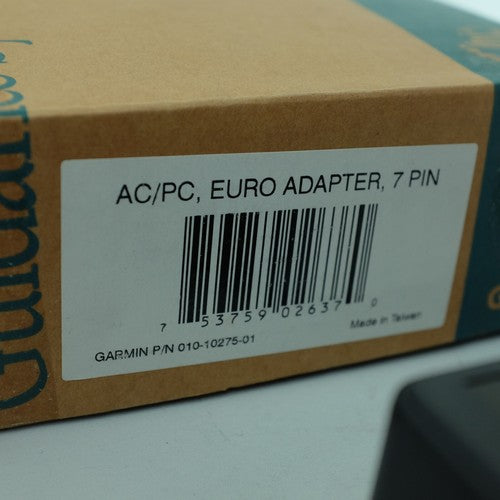 AC/PC, EURO ADAPTER, 7 PIN
7 53759 02637 0
GARMIN P/N 010-10275-01
Made in Taiwan